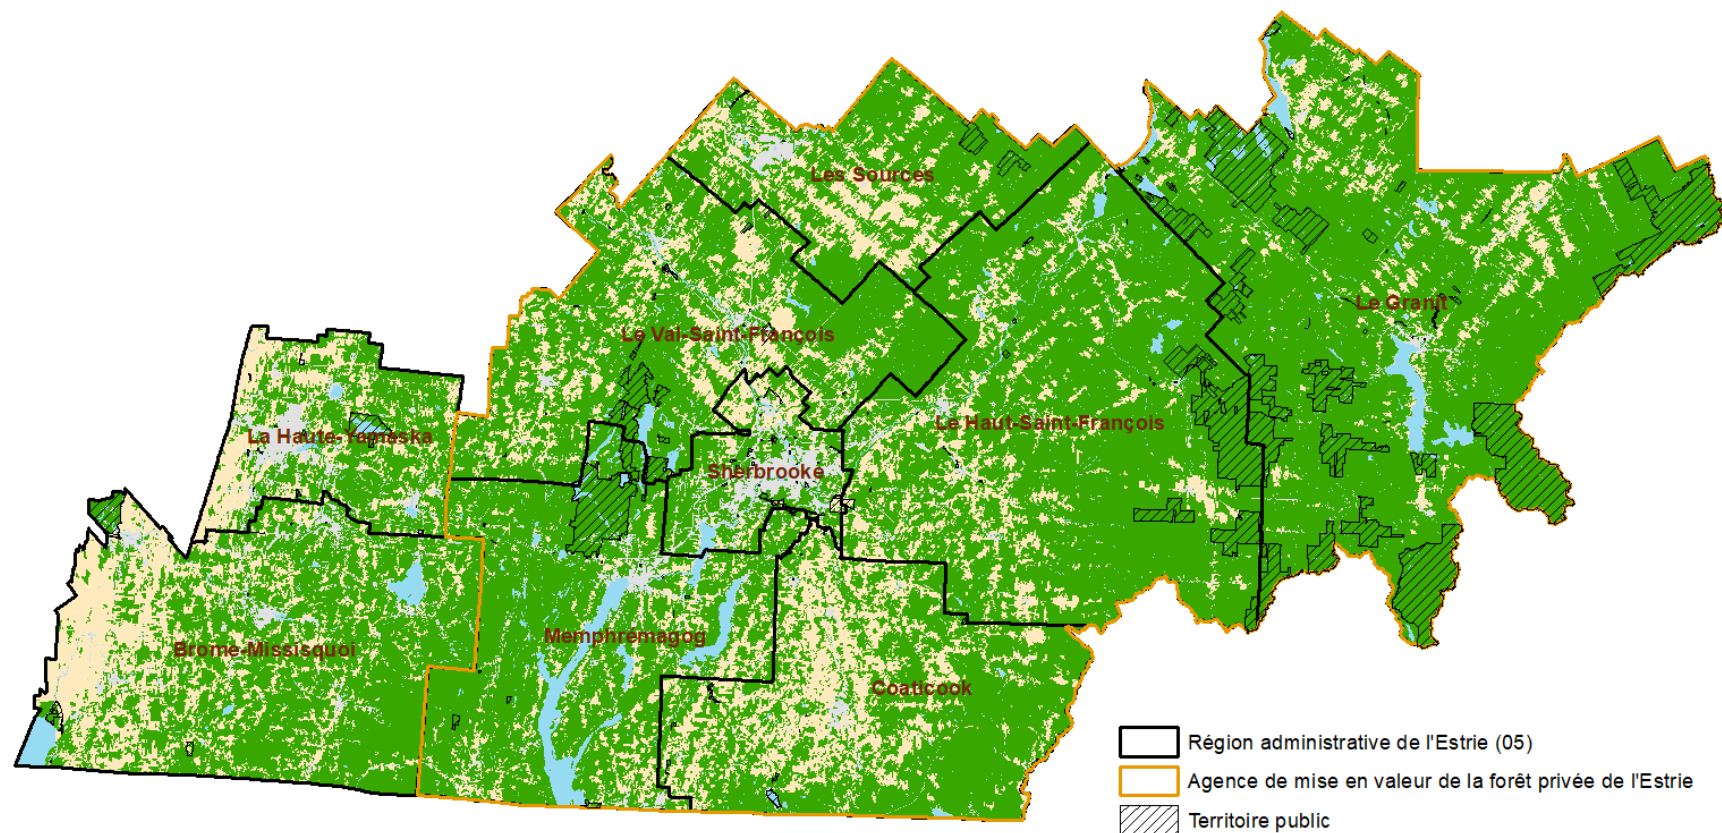 Les Sources
Le Granit
Le Val-Saint-François
Le Haut-Saint-François
La Haute-Yamaska
Sherbrooke
Memphrémagog
Brome-Missisquoi
Coaticook
Région administrative de l'Estrie (05)
Agence de mise en valeur de la forêt privée de l'Estrie
Territoire public